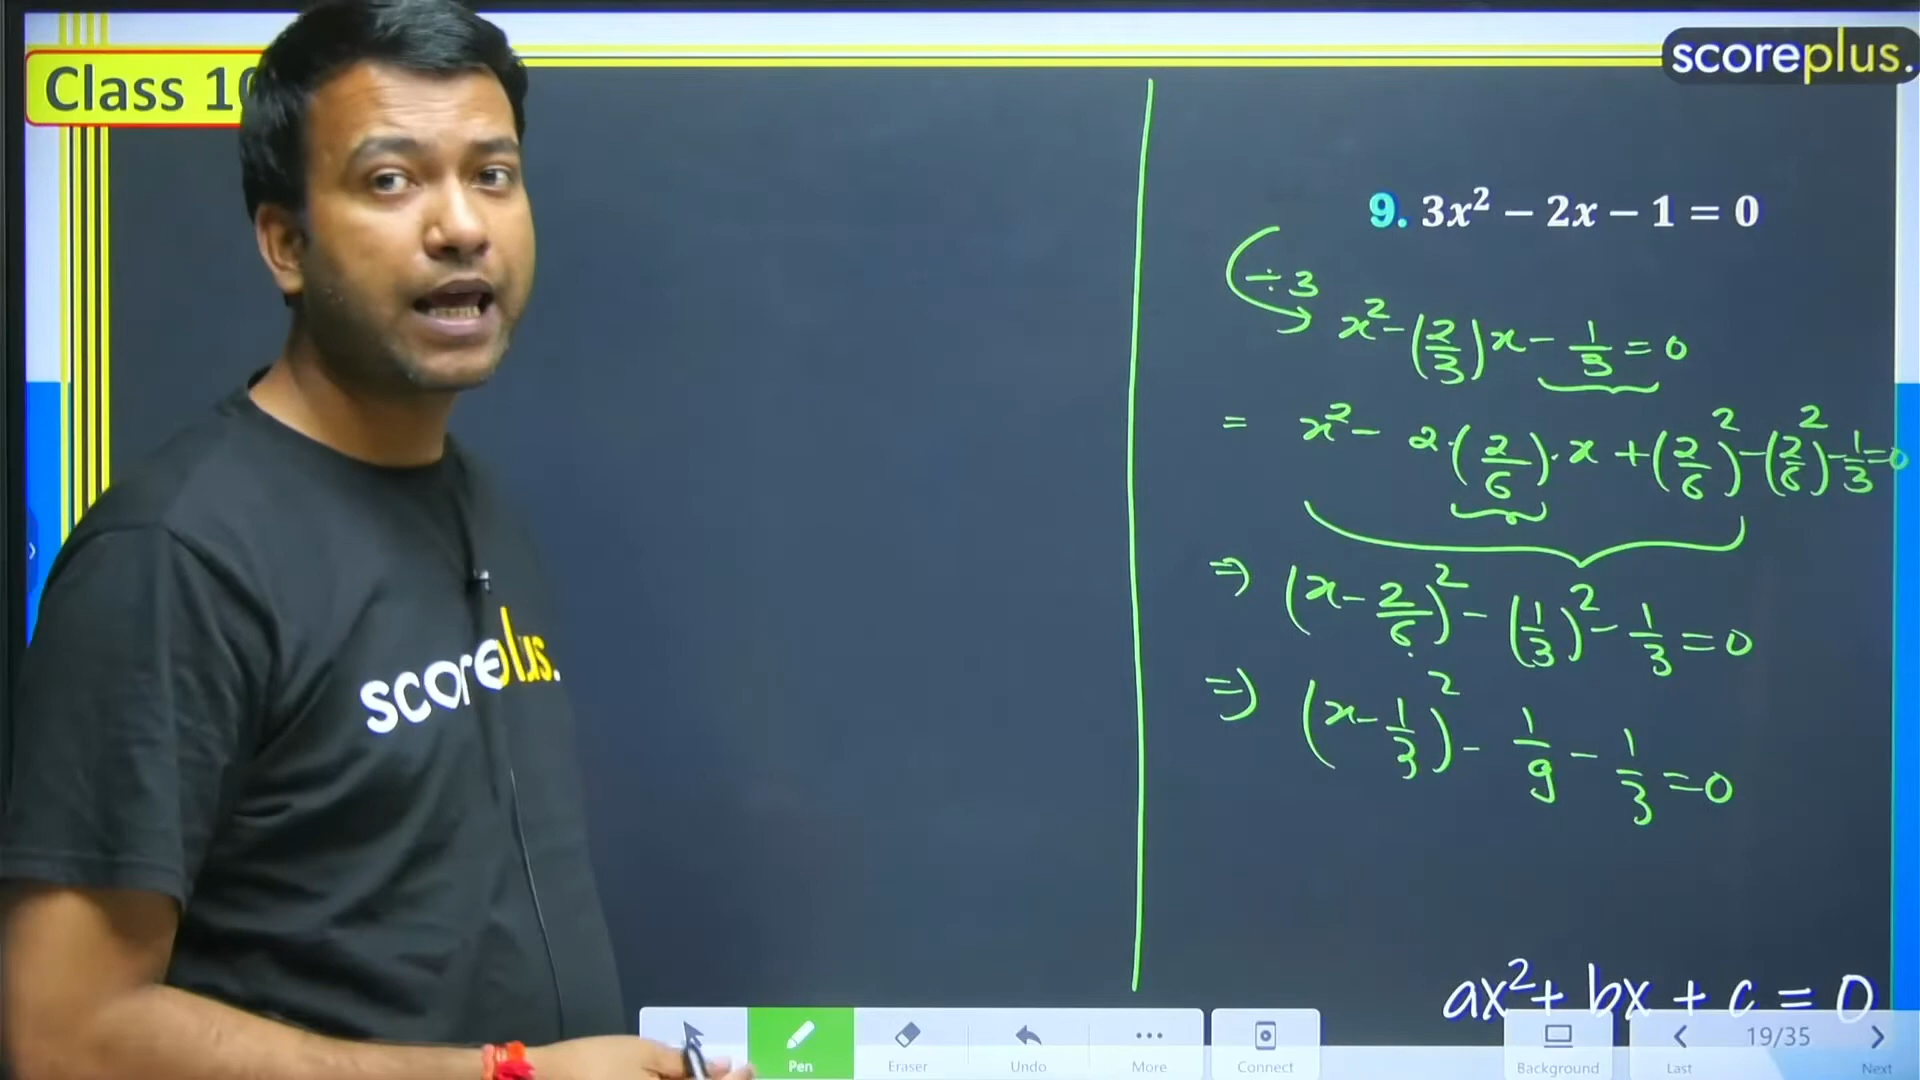 Class 10
scoreplus.
9. 3x² − 2x − 1 = 0
÷ 3
x² − (2/3) x − 1/3 = 0
= x² − 2·(2/6)·x + (2/6)² − (2/6)² − 1/3 = 0
⇒ (x − 2/6)² − (1/3)² − 1/3 = 0
⇒ (x − 1/3)² − 1/9 − 1/3 = 0
scoreplus.
ax² + bx + c = 0
Pen
Eraser
Undo
More
Connect
Background
Last
19/35
Next